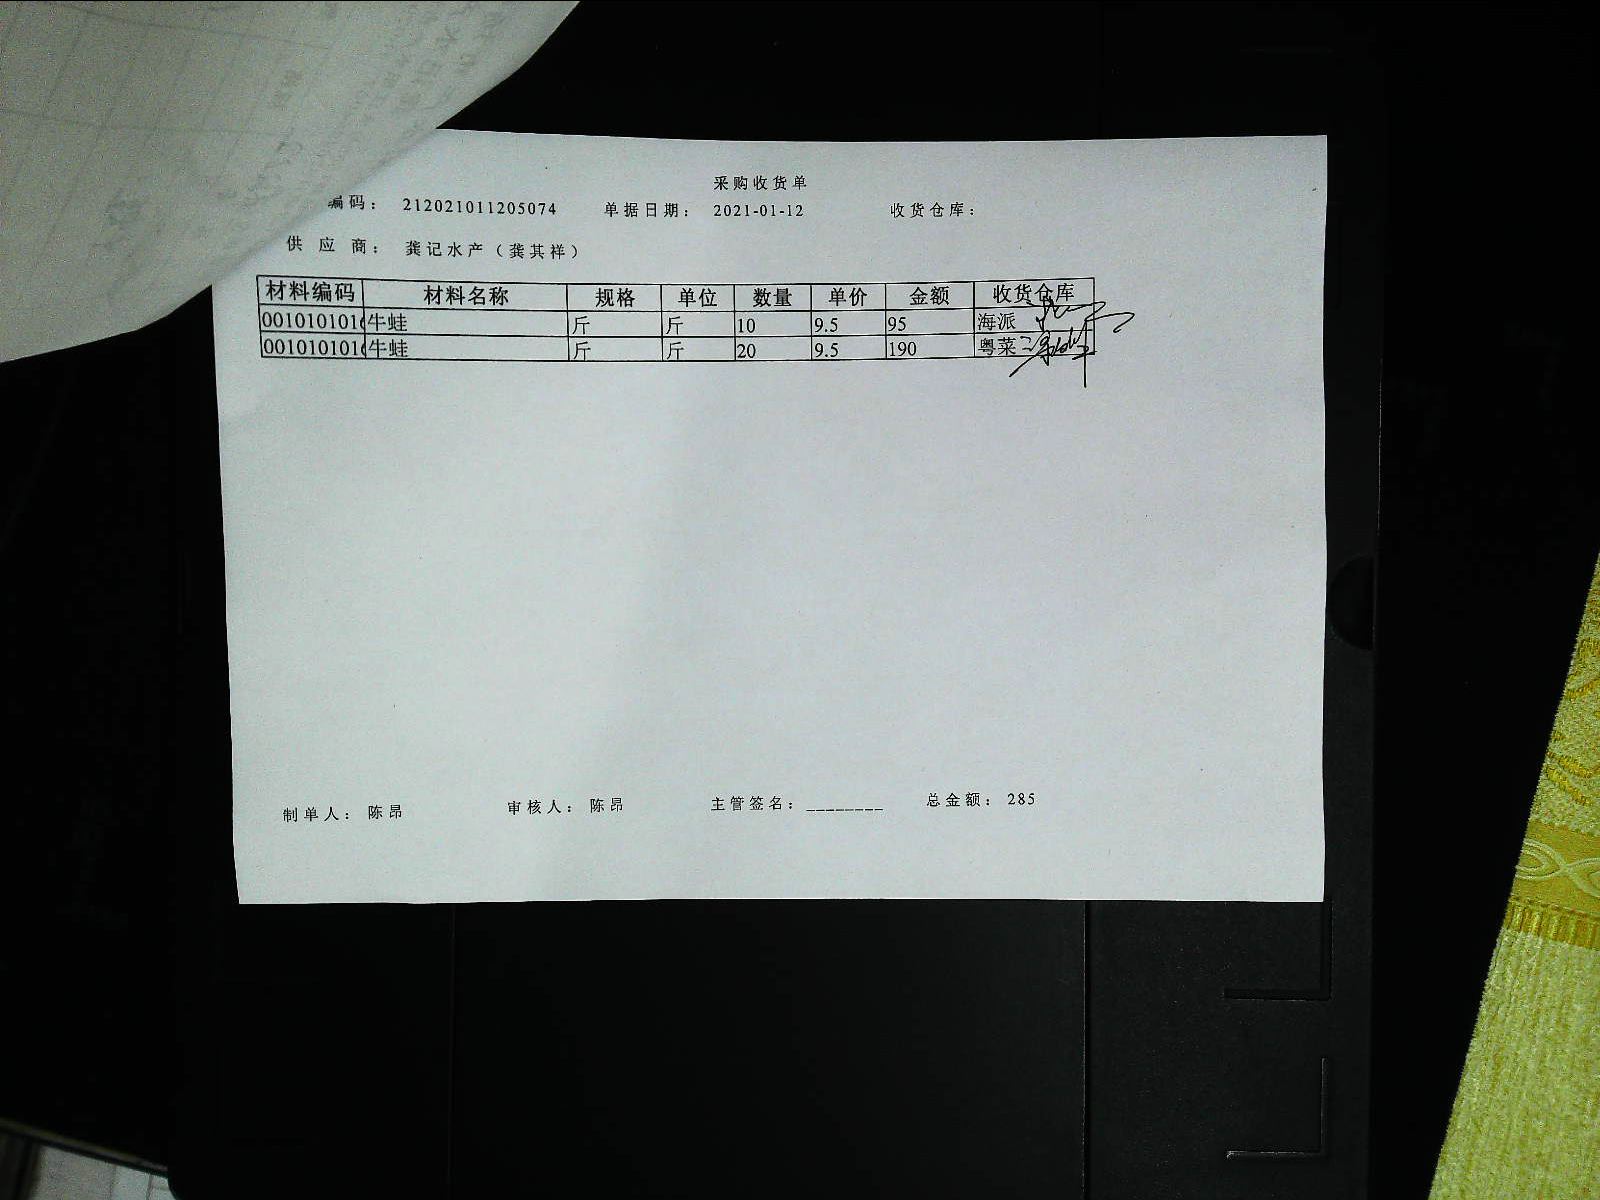 采购收货单
编码： 212021011205074 单据日期： 2021-01-12 收货仓库：
供应商： 龚记水产（龚其祥）
材料编码 材料名称 规格 单位 数量 单价 金额 收货仓库
001010101 牛蛙 斤 斤 10 9.5 95 海派
001010101 牛蛙 斤 斤 20 9.5 190 粤菜
制单人： 陈昂 审核人： 陈昂 主管签名：________ 总金额： 285